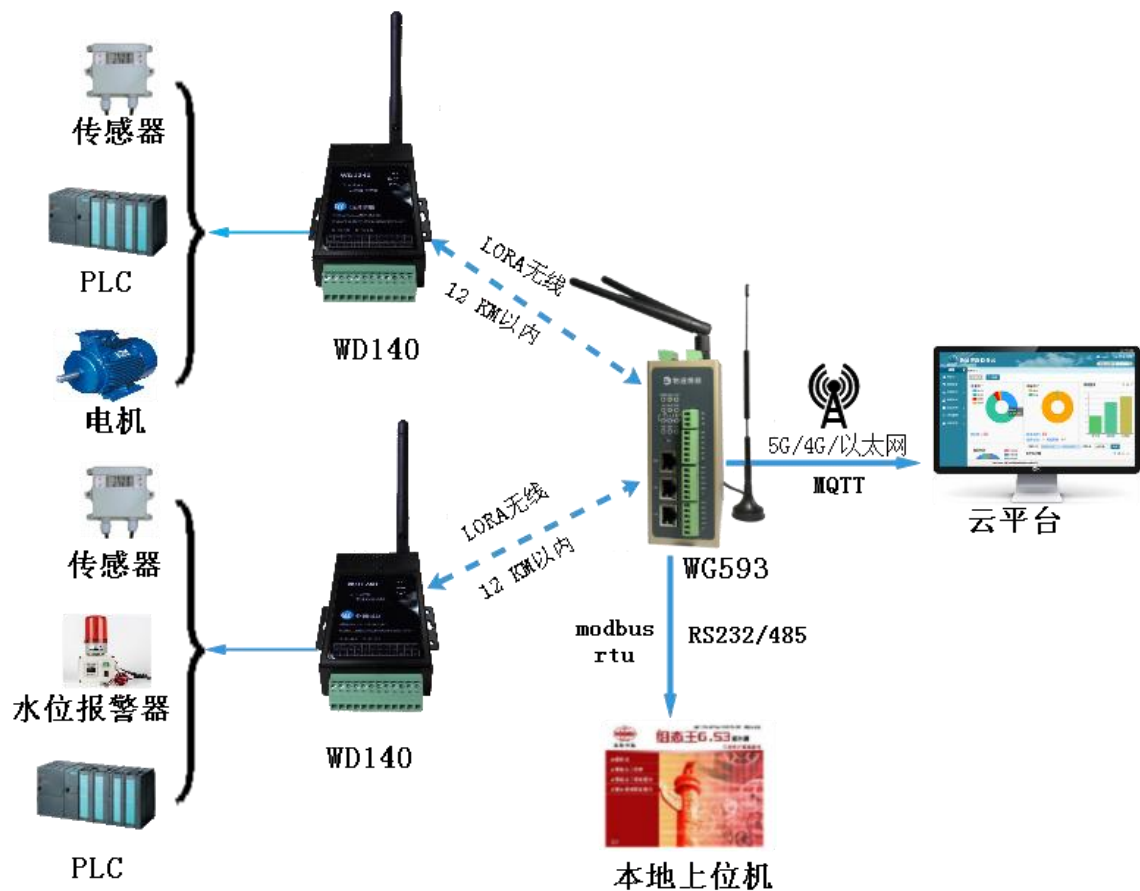 传感器
PLC
电机
WD140
LORA无线
12 KM以内
传感器
水位报警器
PLC
WD140
LORA无线
12 KM以内
WG593
5G/4G/以太网
MQTT
云平台
modbus
rtu
RS232/485
组态王6.53
本地上位机